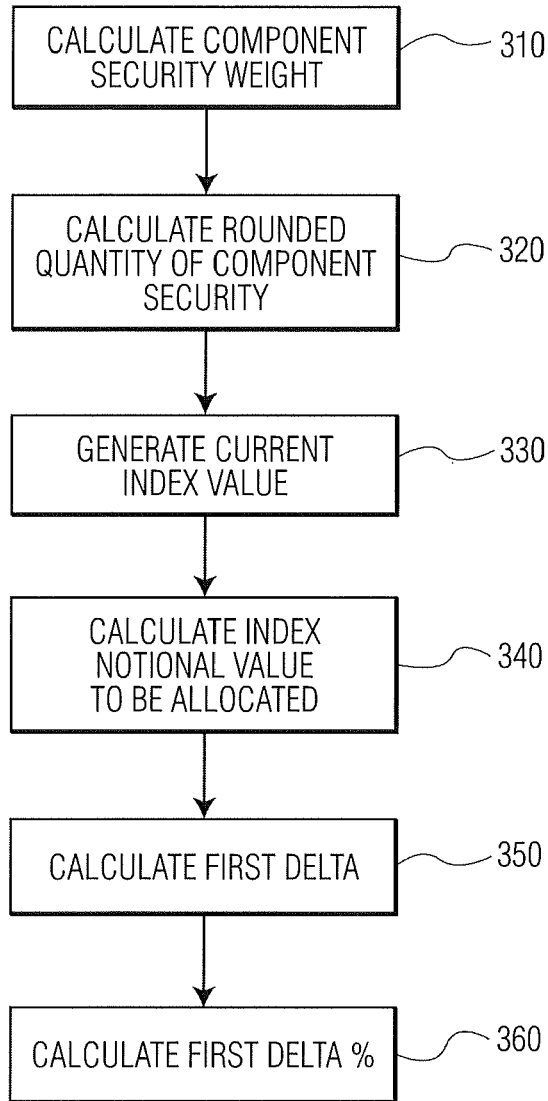 CALCULATE COMPONENT
SECURITY WEIGHT
310
CALCULATE ROUNDED
QUANTITY OF COMPONENT
SECURITY
320
GENERATE CURRENT
INDEX VALUE
330
CALCULATE INDEX
NOTIONAL VALUE
TO BE ALLOCATED
340
CALCULATE FIRST DELTA
350
CALCULATE FIRST DELTA %
360